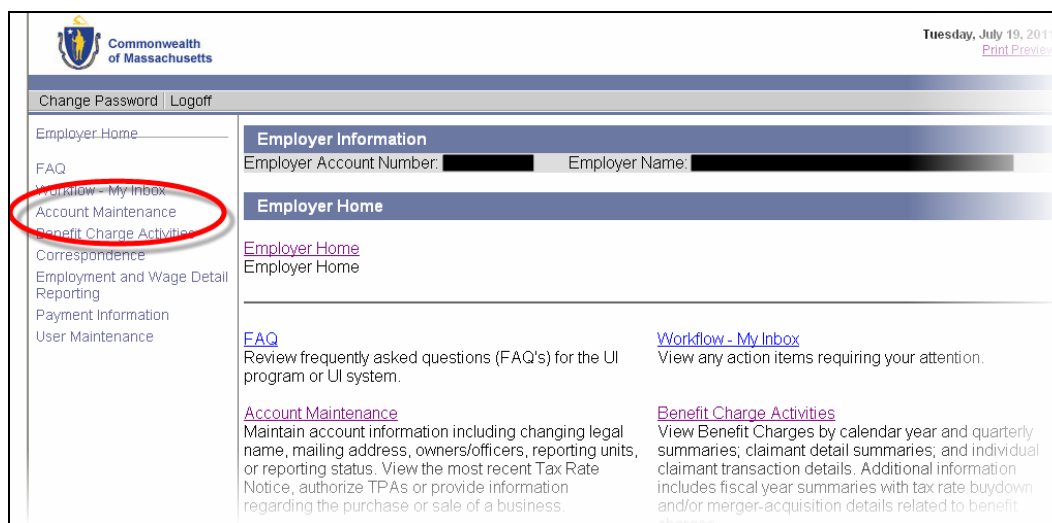 Commonwealth
of Massachusetts
Tuesday, July 19, 2011
Print Preview
Change Password | Logoff
Employer Home
FAQ
Workflow - My Inbox
Account Maintenance
Benefit Charge Activities
Correspondence
Employment and Wage Detail
Reporting
Payment Information
User Maintenance
Employer Information
Employer Account Number: Employer Name:
Employer Home
Employer Home
Employer Home
FAQ
Review frequently asked questions (FAQ's) for the UI
program or UI system.
Workflow - My Inbox
View any action items requiring your attention.
Account Maintenance
Maintain account information including changing legal
name, mailing address, owners/officers, reporting units,
or reporting status. View the most recent Tax Rate
Notice, authorize TPAs or provide information
regarding the purchase or sale of a business.
Benefit Charge Activities
View Benefit Charges by calendar year and quarterly
summaries; claimant detail summaries; and individual
claimant transaction details. Additional information
includes fiscal year summaries with tax rate buydown
and/or merger-acquisition details related to benefit